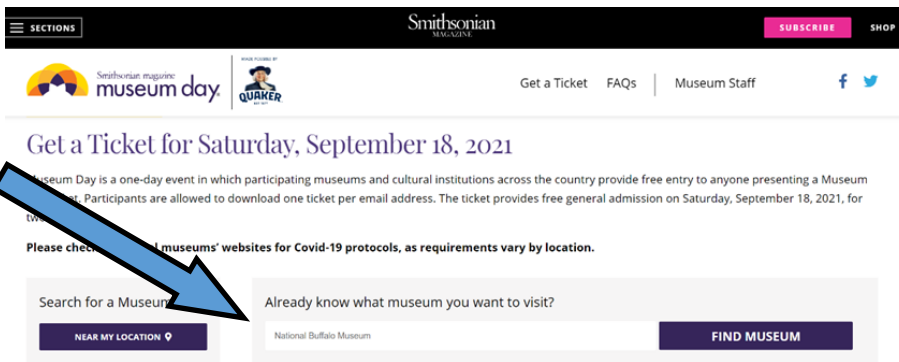 SECTIONS
Smithsonian
MAGAZINE
SUBSCRIBE
SHOP
Smithsonian magazine
museum day.
MADE POSSIBLE BY
QUAKER
Get a Ticket
FAQs
Museum Staff
Get a Ticket for Saturday, September 18, 2021
Museum Day is a one-day event in which participating museums and cultural institutions across the country provide free entry to anyone presenting a Museum
Participants are allowed to download one ticket per email address. The ticket provides free general admission on Saturday, September 18, 2021, for
Please check museums' websites for Covid-19 protocols, as requirements vary by location.
Search for a Museum
Already know what museum you want to visit?
NEAR MY LOCATION
National Buffalo Museum
FIND MUSEUM